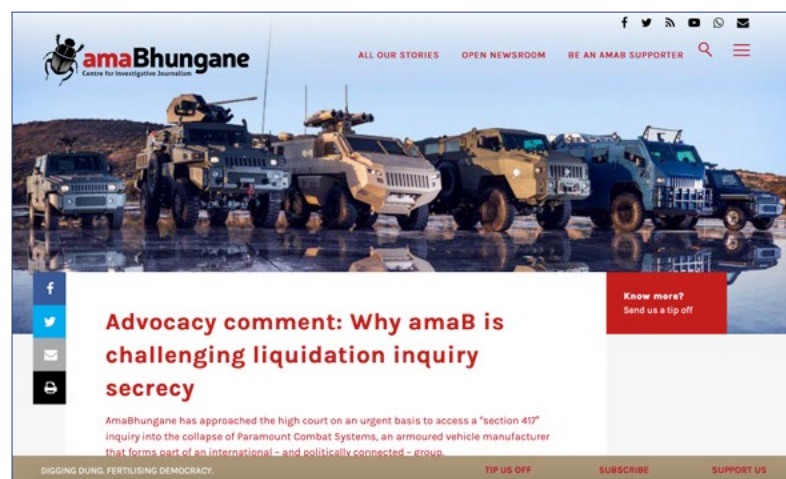 amaBhungane
Centre for Investigative Journalism
ALL OUR STORIES OPEN NEWSROOM BE AN AMAB SUPPORTER
Know more?
Send us a tip off
Advocacy comment: Why amaB is
challenging liquidation inquiry
secrecy
AmaBhungane has approached the high court on an urgent basis to access a "section 417"
inquiry into the collapse of Paramount Combat Systems, an armoured vehicle manufacturer
that forms part of an international – and politically connected – group.
DIGGING DUNG. FERTILISING DEMOCRACY. TIP US OFF SUBSCRIBE SUPPORT US